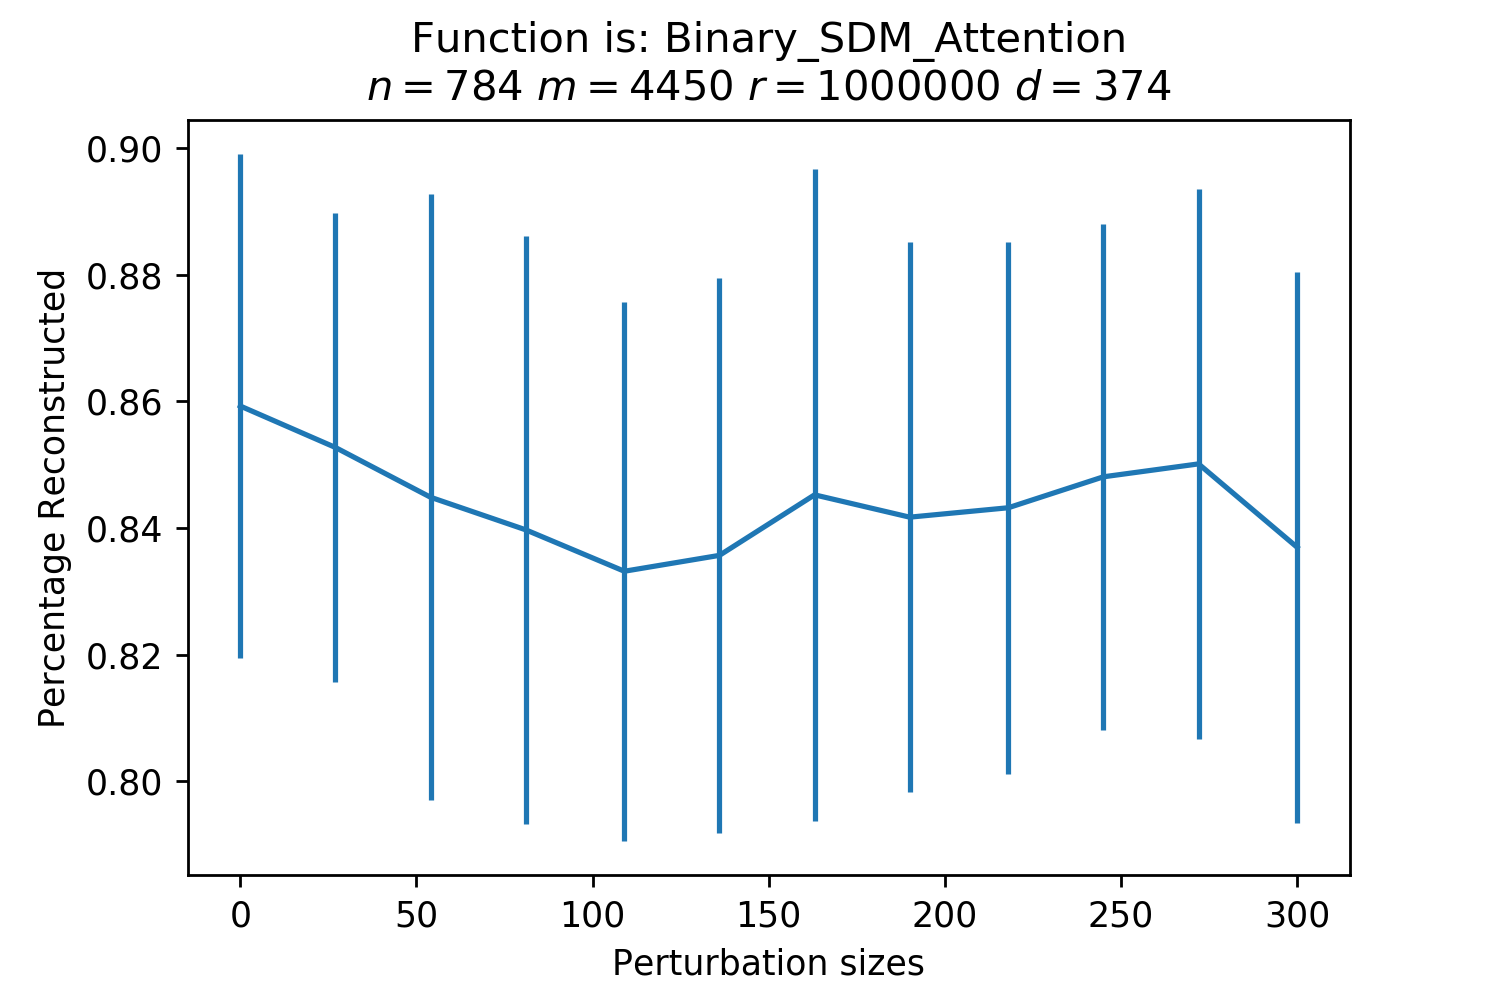 Function is: Binary_SDM_Attention
n = 784 m = 4450 r = 1000000 d = 374
0.90
0.88
0.86
0.84
0.82
0.80
Percentage Reconstructed
0 50 100 150 200 250 300
Perturbation sizes